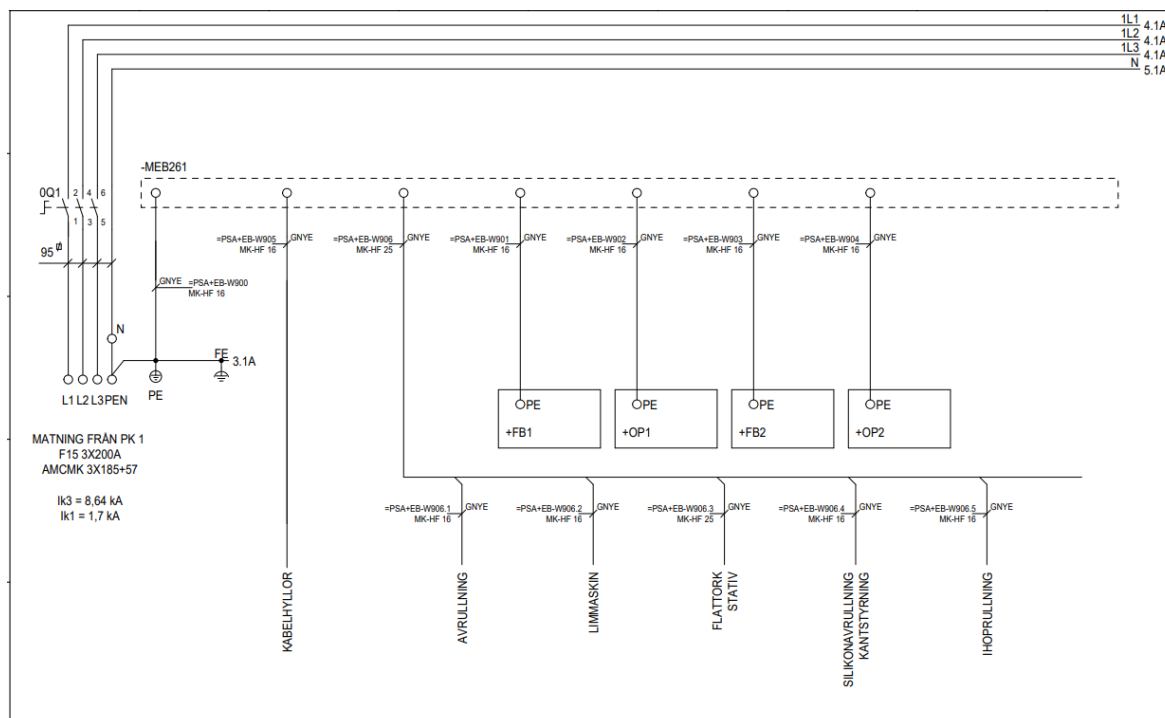 1L1 4.1A
1L2 4.1A
1L3 4.1A
N 5.1A
-MEB261
0Q1
2 4 6
1 3 5
95
=PSA+EB-W905 GNYE
MK-HF 16
=PSA+EB-W906 GNYE
MK-HF 25
=PSA+EB-W901 GNYE
MK-HF 16
=PSA+EB-W902 GNYE
MK-HF 16
=PSA+EB-W903 GNYE
MK-HF 16
=PSA+EB-W904 GNYE
MK-HF 16
GNYE =PSA+EB-W900
MK-HF 16
N
FE 3.1A
L1 L2 L3 PEN
PE
PE
+FB1
PE
+OP1
PE
+FB2
PE
+OP2
MATNING FRÅN PK 1
F15 3X200A
AMCMK 3X185+57
Ik3 = 8,64 kA
Ik1 = 1,7 kA
=PSA+EB-W906.1 GNYE
MK-HF 16
=PSA+EB-W906.2 GNYE
MK-HF 16
=PSA+EB-W906.3 GNYE
MK-HF 25
=PSA+EB-W906.4 GNYE
MK-HF 16
=PSA+EB-W906.5 GNYE
MK-HF 16
KABELHYLLOR
AVRULLNING
LIMMASKIN
FLATTORK
STATIV
SILIKONAVRULLNING
KANTSTYRNING
IHOPRULLNING